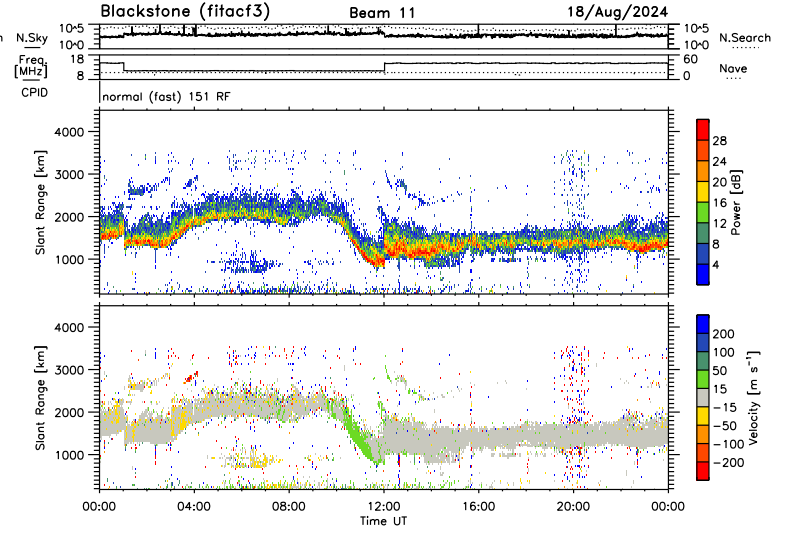 Blackstone (fitacf3) Beam 11 18/Aug/2024
N.Sky 10^5 10^0 10^5 10^0 N.Search
Freq. [MHz] 18 8 60 0 Nave
CPID normal (fast) 151 RF
Slant Range [km] 4000 3000 2000 1000
28 24 20 16 12 8 4 Power [dB]
Slant Range [km] 4000 3000 2000 1000
200 100 50 15 −15 −50 −100 −200 Velocity [m s⁻¹]
00:00 04:00 08:00 12:00 16:00 20:00 00:00
Time UT